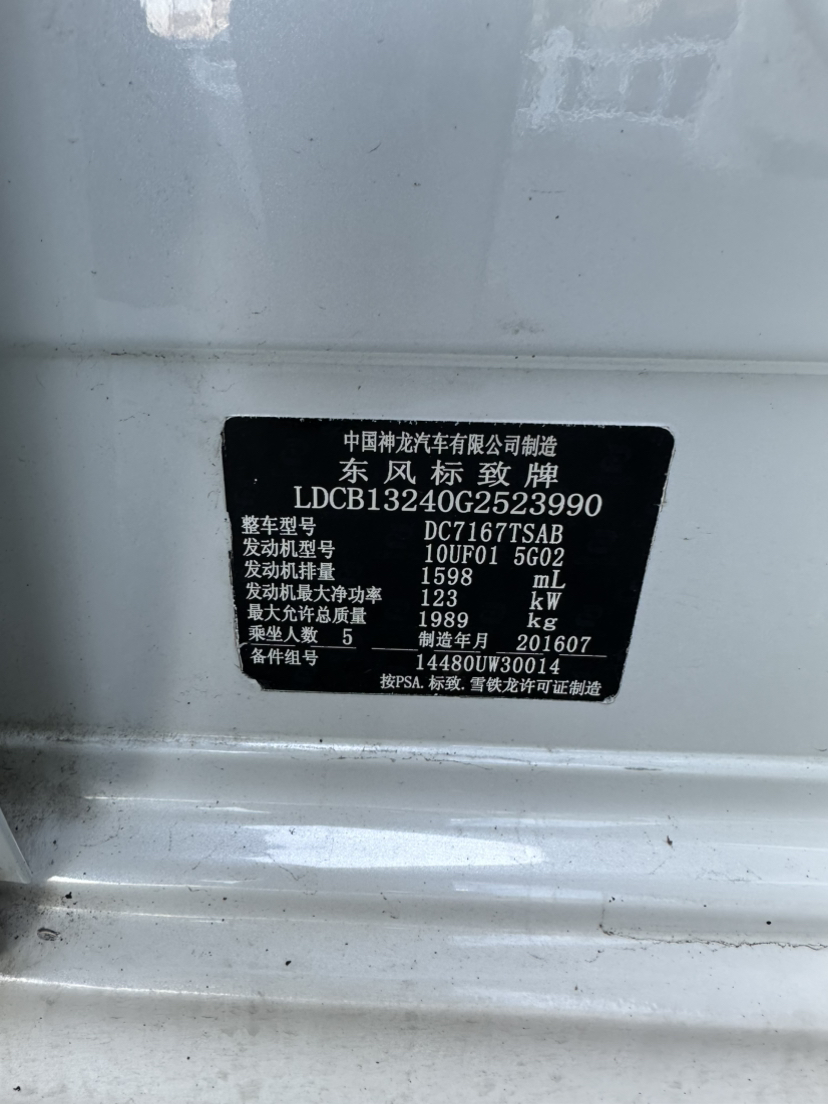 中国神龙汽车有限公司制造
东风标致牌
LDCB13240G2523990
整车型号 DC7167TSAB
发动机型号 10UF01 5G02
发动机排量 1598 mL
发动机最大净功率 123 kW
最大允许总质量 1989 kg
乘坐人数 5 制造年月 201607
备件组号 14480UW30014
按PSA.标致.雪铁龙许可证制造